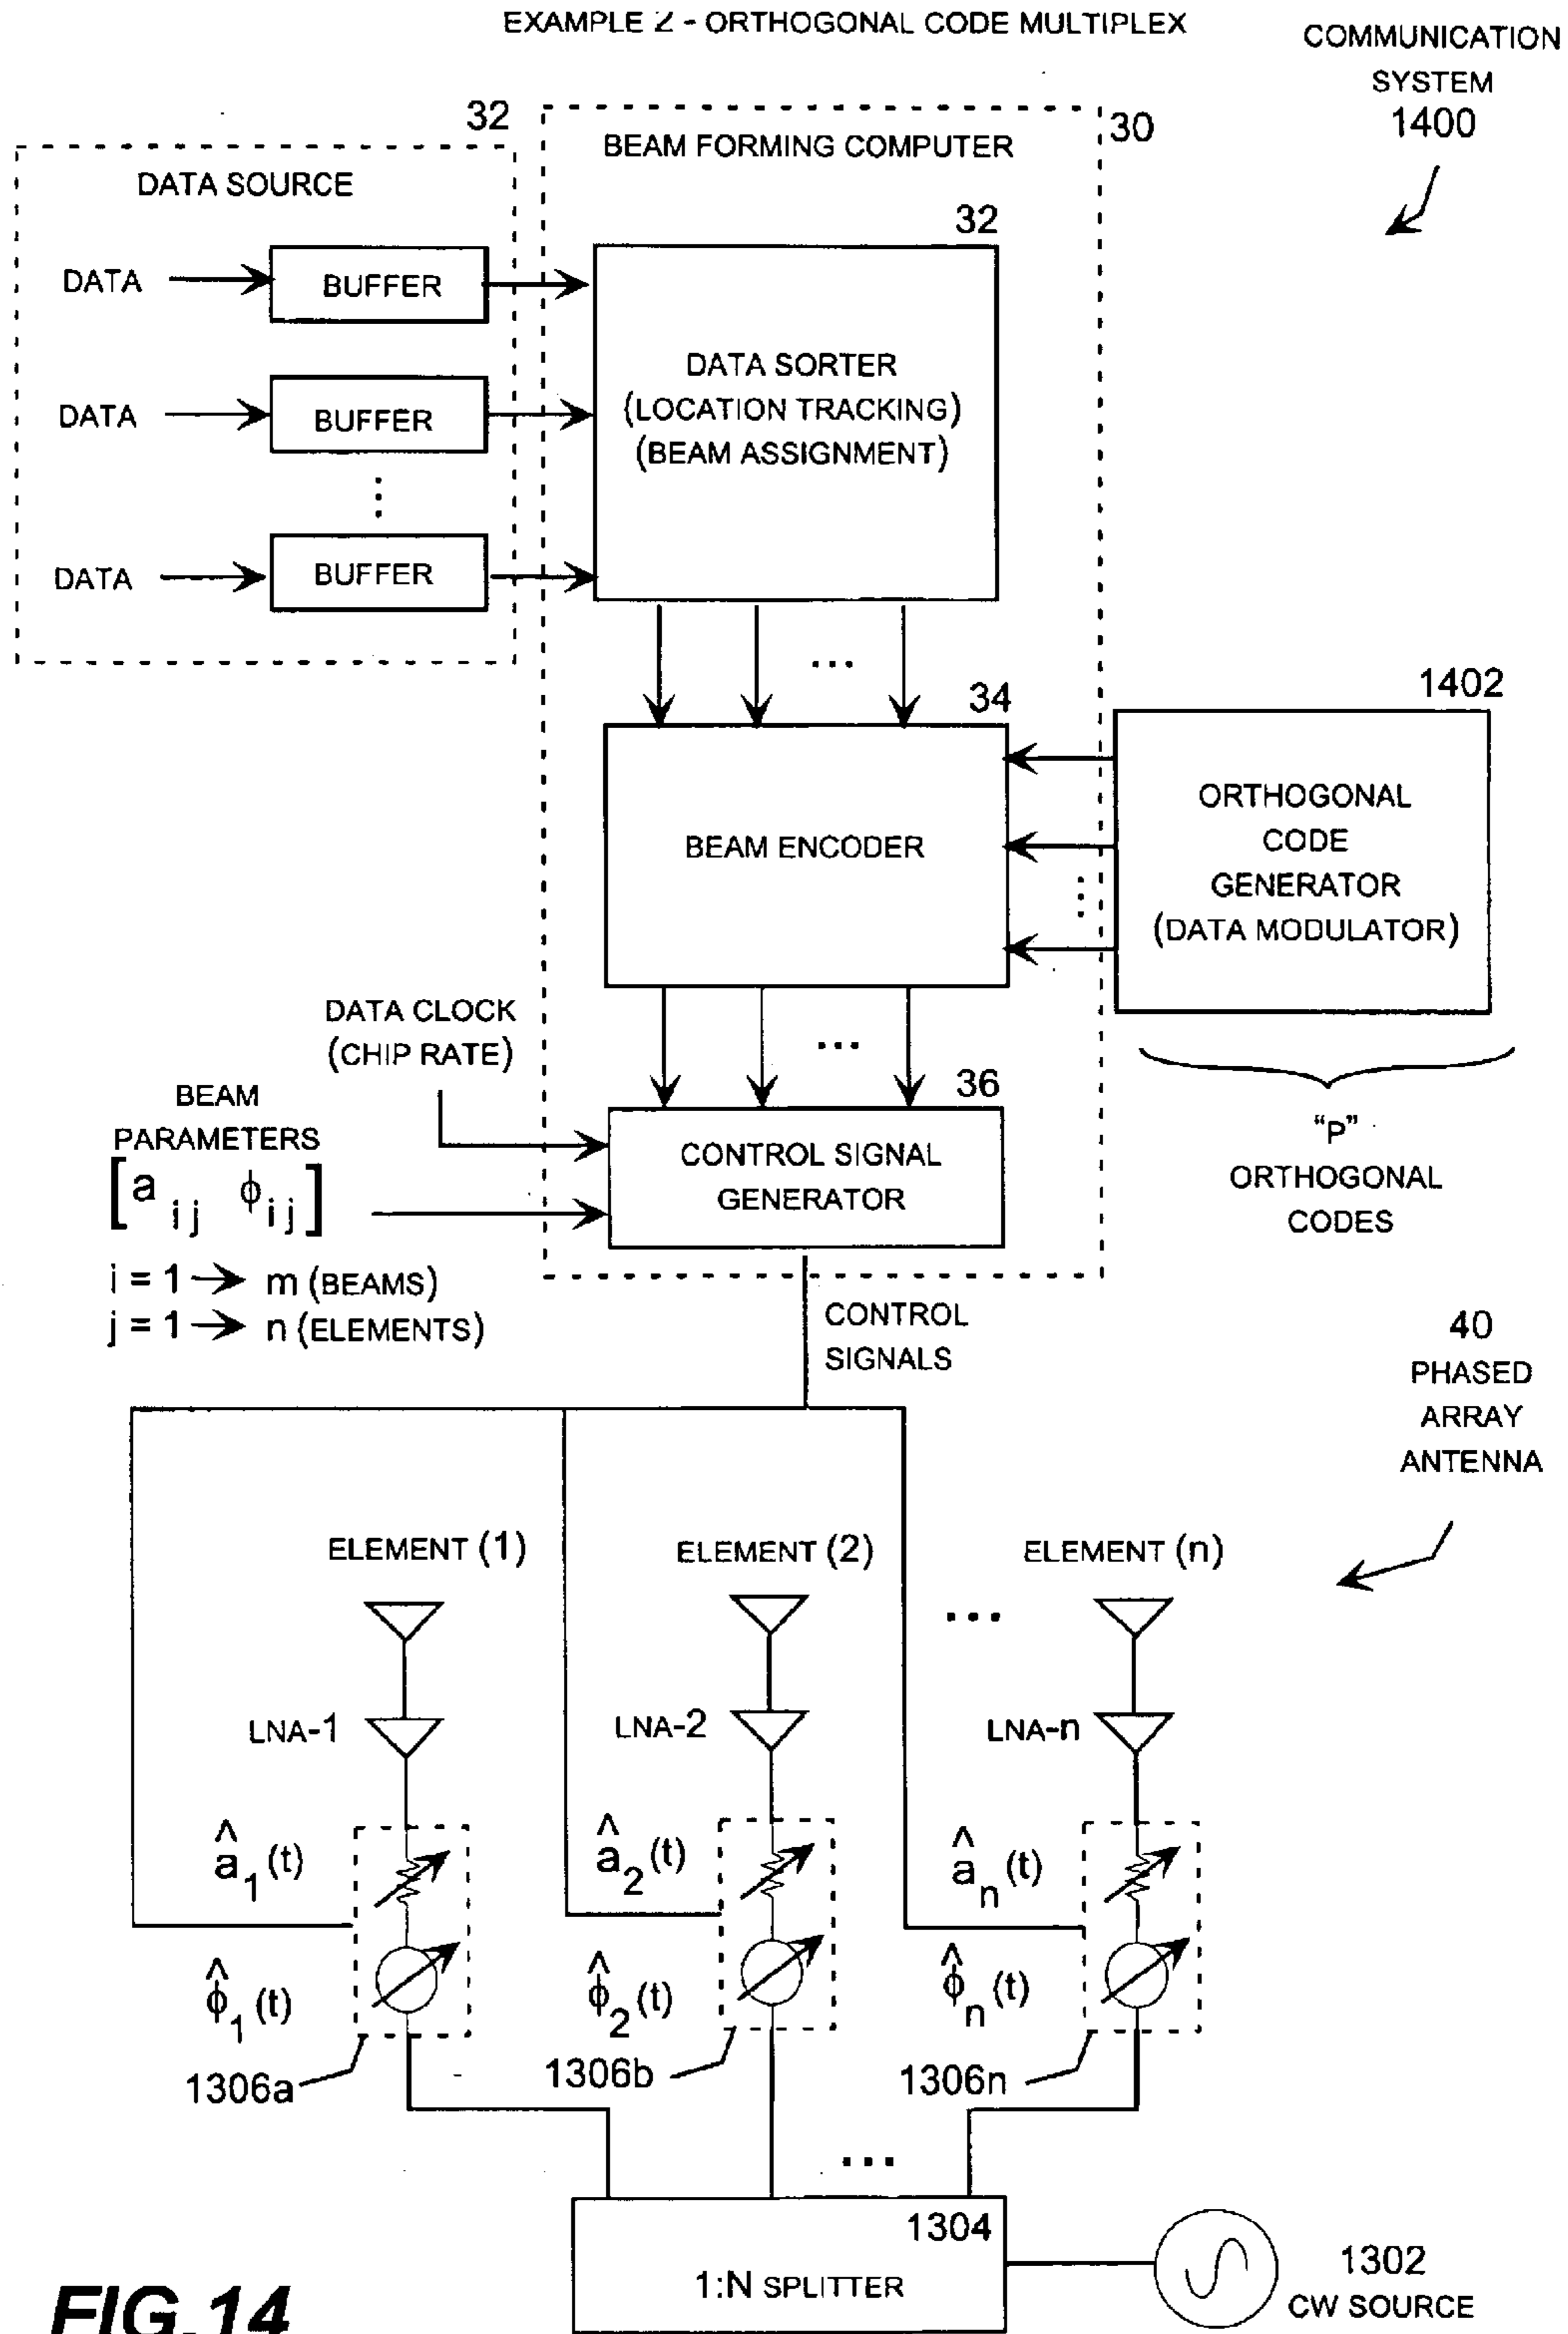 EXAMPLE 2 - ORTHOGONAL CODE MULTIPLEX
COMMUNICATION
SYSTEM
1400
32
DATA SOURCE
BEAM FORMING COMPUTER
30
32
DATA
BUFFER
DATA
BUFFER
DATA
BUFFER
DATA SORTER
(LOCATION TRACKING)
(BEAM ASSIGNMENT)
...
34
BEAM ENCODER
1402
ORTHOGONAL
CODE
GENERATOR
(DATA MODULATOR)
"P"
ORTHOGONAL
CODES
DATA CLOCK
(CHIP RATE)
...
36
CONTROL SIGNAL
GENERATOR
BEAM
PARAMETERS
[a ij ϕ ij]
i = 1 → m (BEAMS)
j = 1 → n (ELEMENTS)
CONTROL
SIGNALS
40
PHASED
ARRAY
ANTENNA
ELEMENT (1)
ELEMENT (2)
...
ELEMENT (n)
LNA-1
LNA-2
LNA-n
â1(t)
â2(t)
ân(t)
ϕ̂1(t)
ϕ̂2(t)
ϕ̂n(t)
1306a
1306b
1306n
...
1304
1:N SPLITTER
1302
CW SOURCE
FIG.14